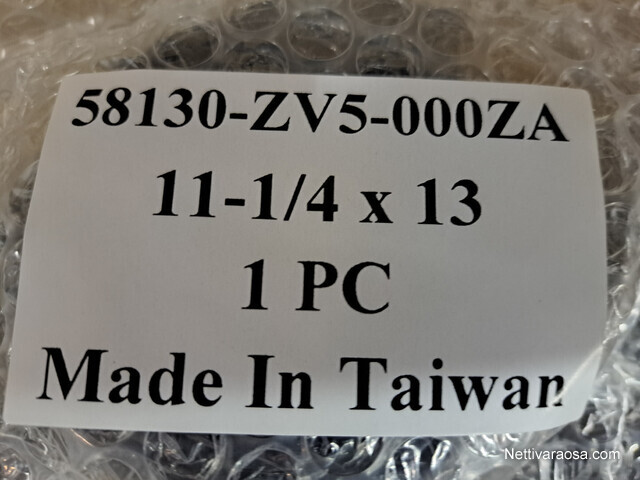 58130-ZV5-000ZA
11-1/4 x 13
1 PC
Made In Taiwan
Nettivaraosa.com